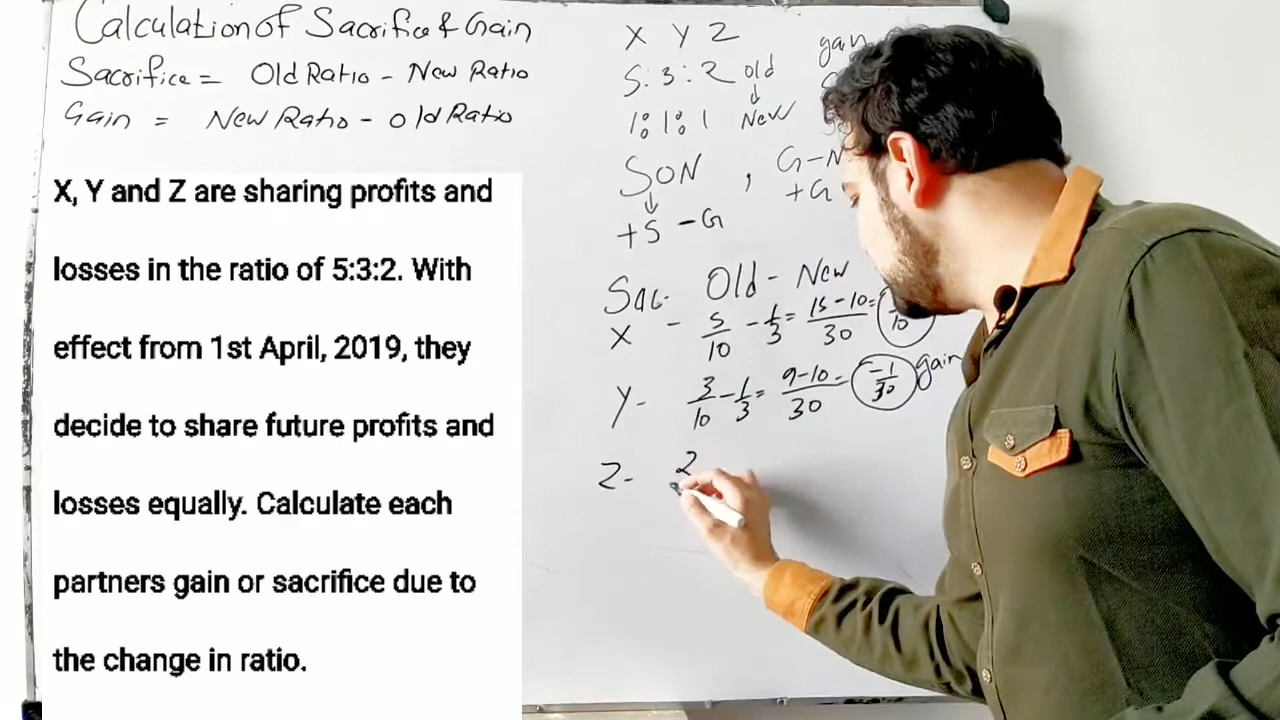 Calculation of Sacrifice & Gain
Sacrifice = Old Ratio - New Ratio
Gain = New Ratio - old Ratio
X, Y and Z are sharing profits and
losses in the ratio of 5:3:2. With
effect from 1st April, 2019, they
decide to share future profits and
losses equally. Calculate each
partners gain or sacrifice due to
the change in ratio.
X Y Z gain
5:3:2 old
↓
1:1:1 New
SON , G-N
↓ +G
+S -G
Sac- Old - New
X - 5/10 - 1/3 = 15-10/30 = /10
Y- 3/10 - 1/3 = 9-10/30 = -1/30 gain
Z- 2